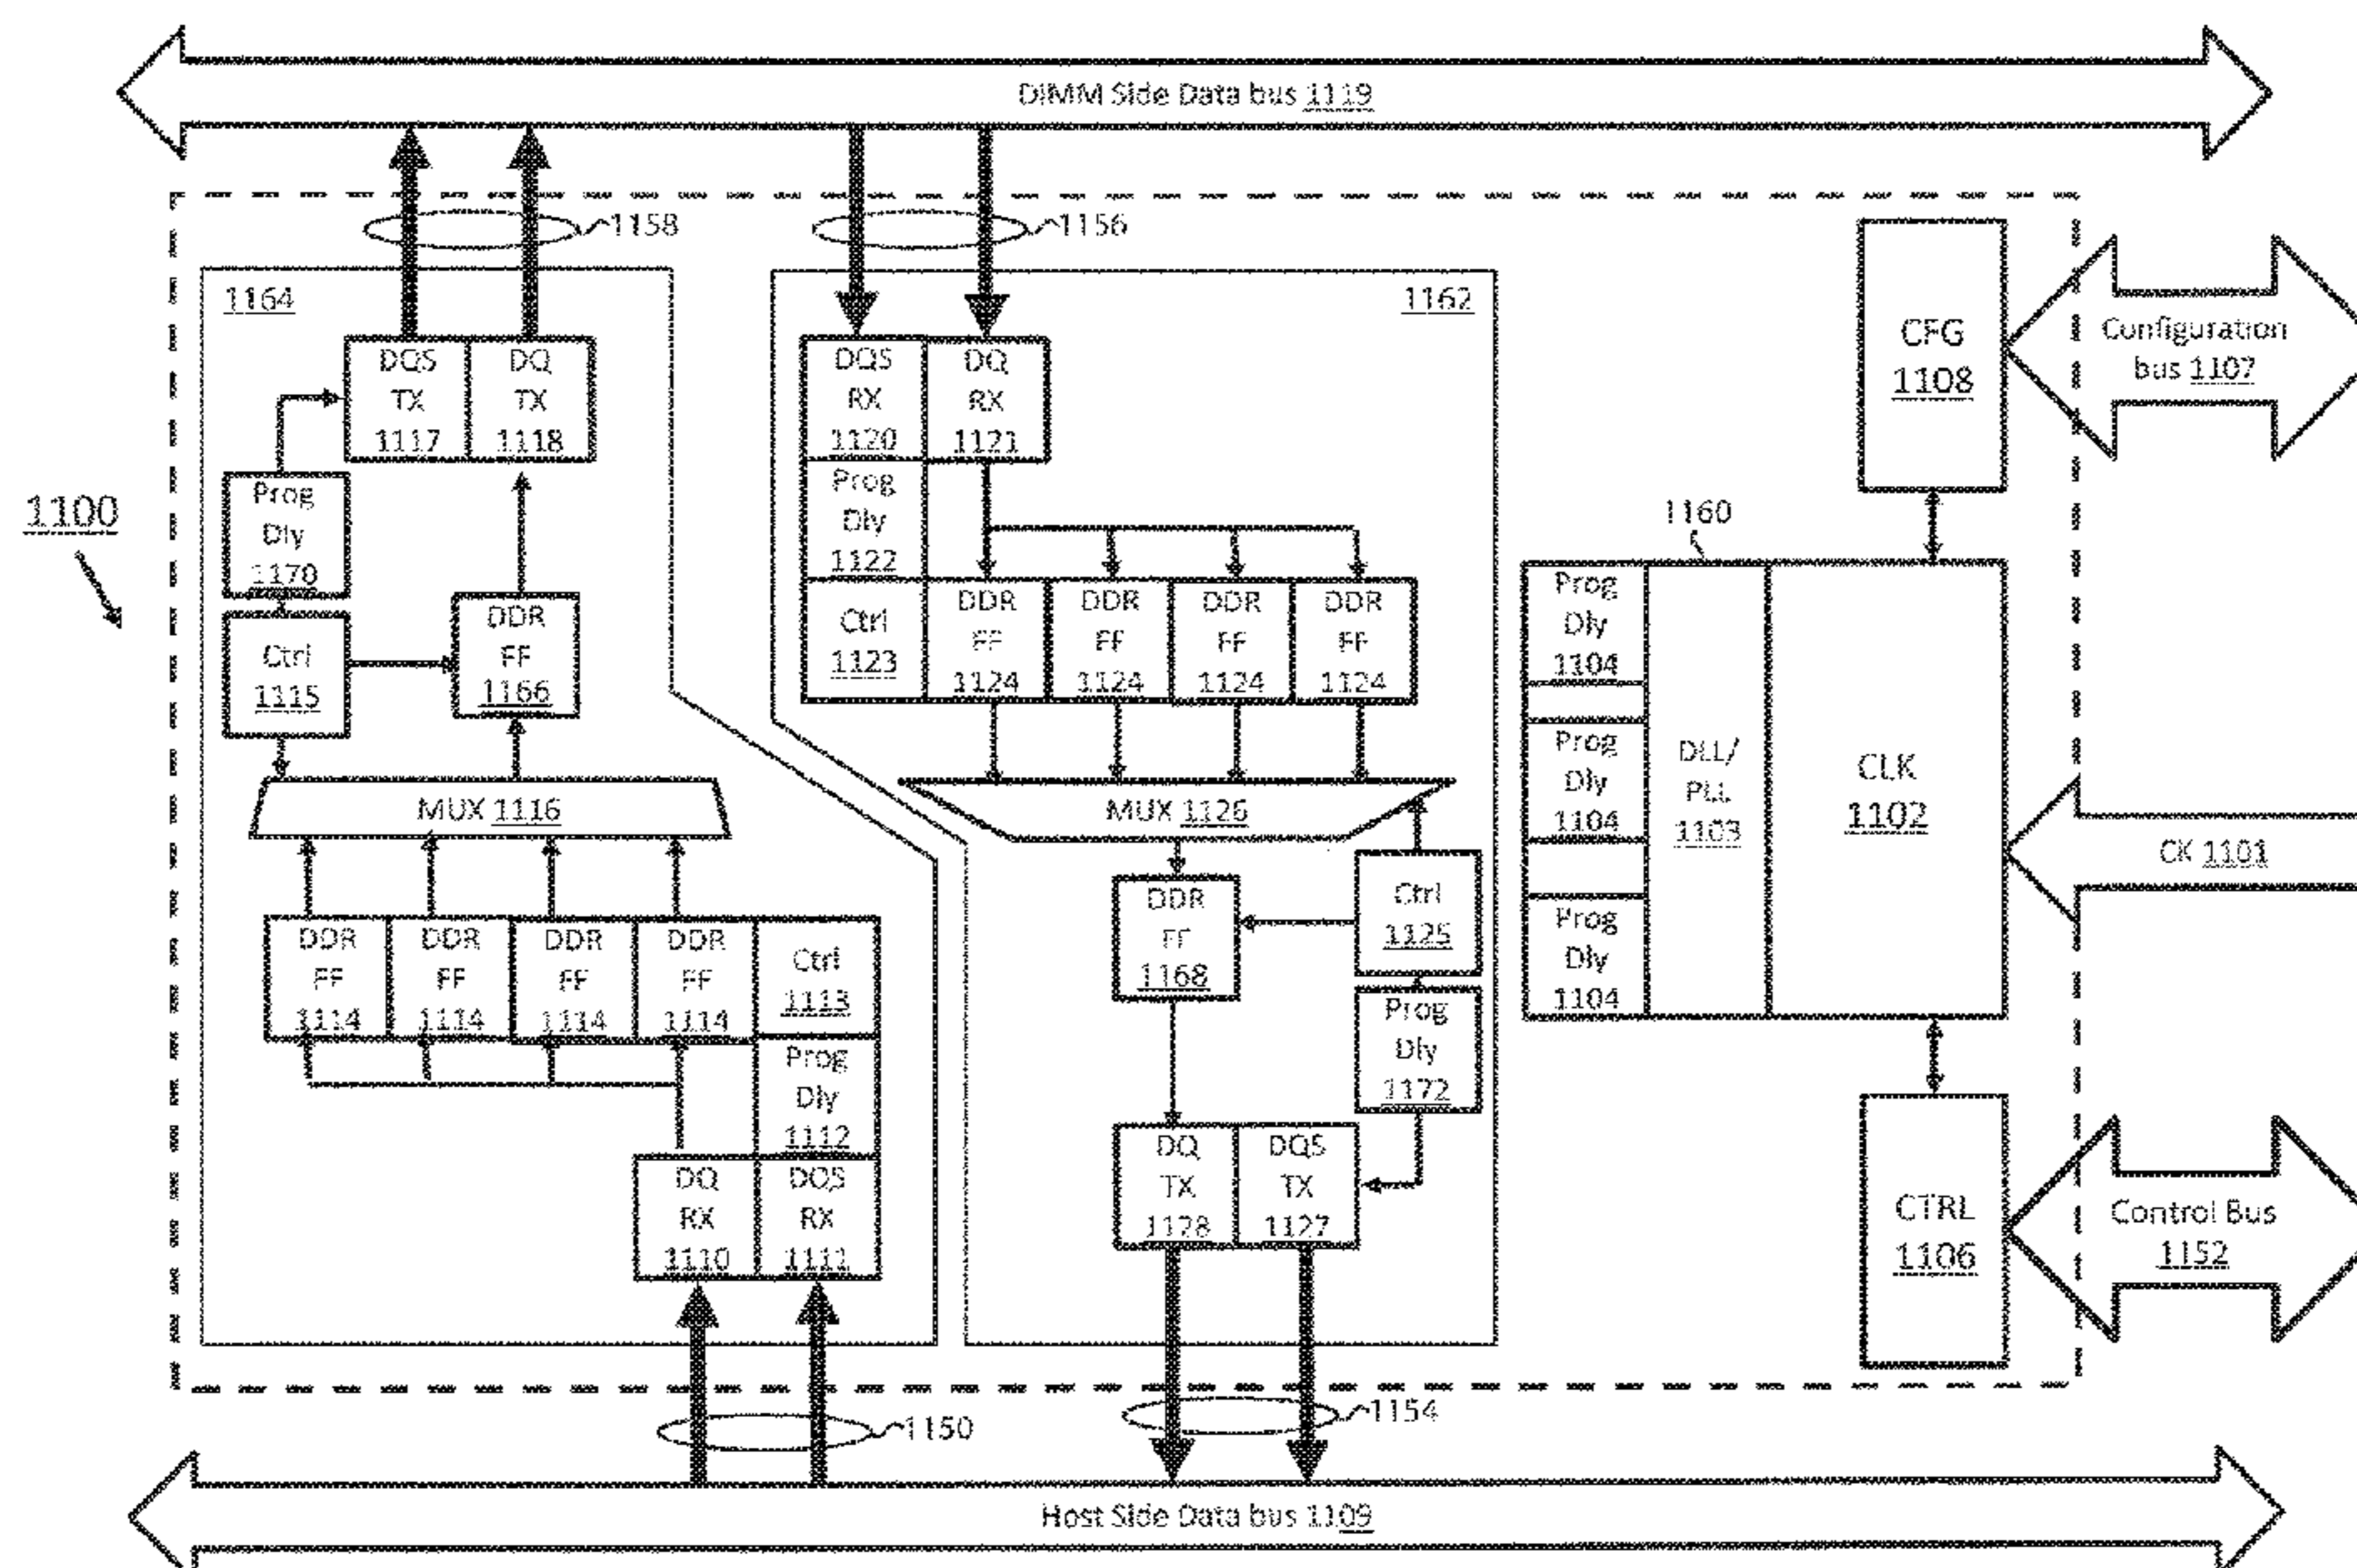 DIMM Side Data bus 1119
1158
1156
1164
1162
DQS
TX
1117
DQ
TX
1118
DQS
RX
1120
DQ
RX
1121
CFG
1108
Configuration
bus 1107
1100
Prog
Dly
1170
Prog
Dly
1122
1160
Ctrl
1115
DDR
FF
1166
Ctrl
1123
DDR
FF
1124
DDR
FF
1124
DDR
FF
1124
DDR
FF
1124
Prog
Dly
1104
Prog
Dly
1104
Prog
Dly
1104
DLL/
PLL
1103
CLK
1102
MUX 1116
MUX 1126
CK 1101
DDR
FF
1114
DDR
FF
1114
DDR
FF
1114
DDR
FF
1114
Ctrl
1113
DDR
FF
1168
Ctrl
1125
Prog
Dly
1112
Prog
Dly
1172
DQ
RX
1110
DQS
RX
1111
DQ
TX
1128
DQS
TX
1127
CTRL
1106
Control Bus
1152
1150
1154
Host Side Data bus 1109